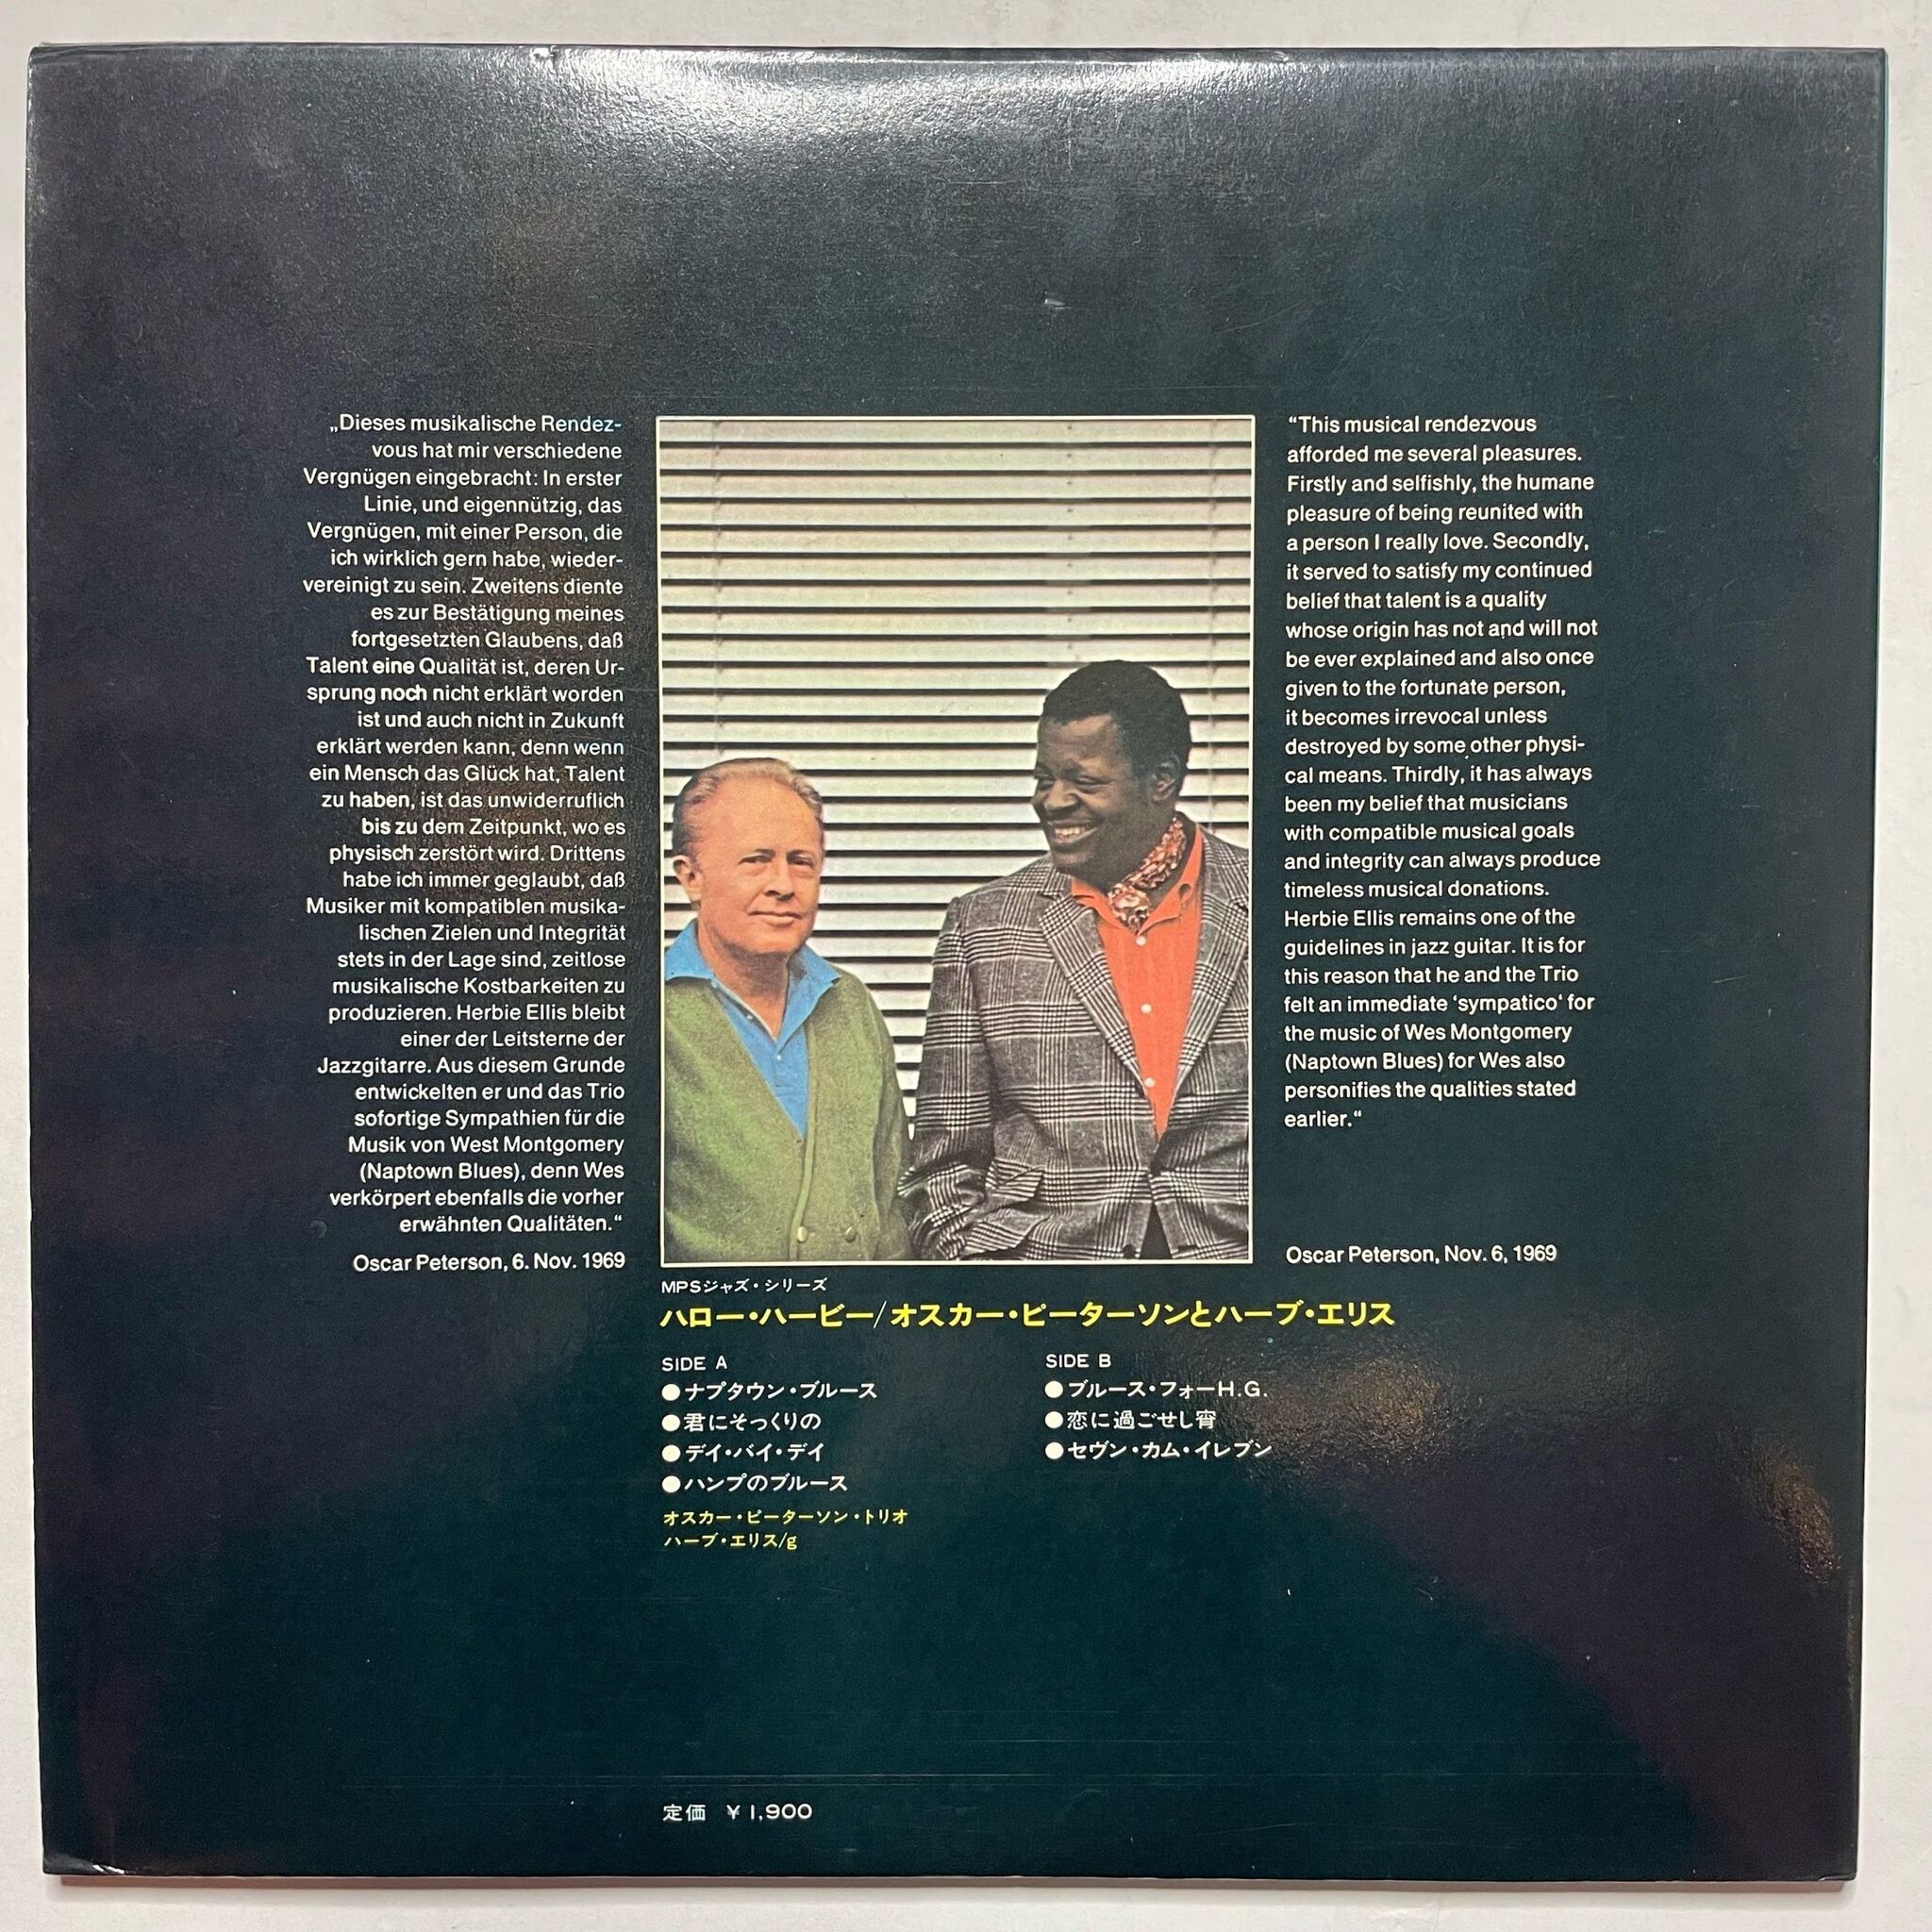 „Dieses musikalische Rendez-
vous hat mir verschiedene
Vergnügen eingebracht: In erster
Linie, und eigennützig, das
Vergnügen, mit einer Person, die
ich wirklich gern habe, wieder-
vereinigt zu sein. Zweitens diente
es zur Bestätigung meines
fortgesetzten Glaubens, daß
Talent eine Qualität ist, deren Ur-
sprung noch nicht erklärt worden
ist und auch nicht in Zukunft
erklärt werden kann, denn wenn
ein Mensch das Glück hat, Talent
zu haben, ist das unwiderruflich
bis zu dem Zeitpunkt, wo es
physisch zerstört wird. Drittens
habe ich immer geglaubt, daß
Musiker mit kompatiblen musika-
lischen Zielen und Integrität
stets in der Lage sind, zeitlose
musikalische Kostbarkeiten zu
produzieren. Herbie Ellis bleibt
einer der Leitsterne der
Jazzgitarre. Aus diesem Grunde
entwickelten er und das Trio
sofortige Sympathien für die
Musik von West Montgomery
(Naptown Blues), denn Wes
verkörpert ebenfalls die vorher
erwähnten Qualitäten.“
Oscar Peterson, 6. Nov. 1969
“This musical rendezvous
afforded me several pleasures.
Firstly and selfishly, the humane
pleasure of being reunited with
a person I really love. Secondly,
it served to satisfy my continued
belief that talent is a quality
whose origin has not and will not
be ever explained and also once
given to the fortunate person,
it becomes irrevocal unless
destroyed by some other physi-
cal means. Thirdly, it has always
been my belief that musicians
with compatible musical goals
and integrity can always produce
timeless musical donations.
Herbie Ellis remains one of the
guidelines in jazz guitar. It is for
this reason that he and the Trio
felt an immediate ‘sympatico‘ for
the music of Wes Montgomery
(Naptown Blues) for Wes also
personifies the qualities stated
earlier.“
Oscar Peterson, Nov. 6, 1969
MPSジャズ・シリーズ
ハロー・ハービー/オスカー・ピーターソンとハーブ・エリス
SIDE A
●ナプタウン・ブルース
●君にそっくりの
●デイ・バイ・デイ
●ハンプのブルース
オスカー・ピーターソン・トリオ
ハーブ・エリス/g
SIDE B
●ブルース・フォーH.G.
●恋に過ごせし宵
●セヴン・カム・イレブン
定価 ¥1,900